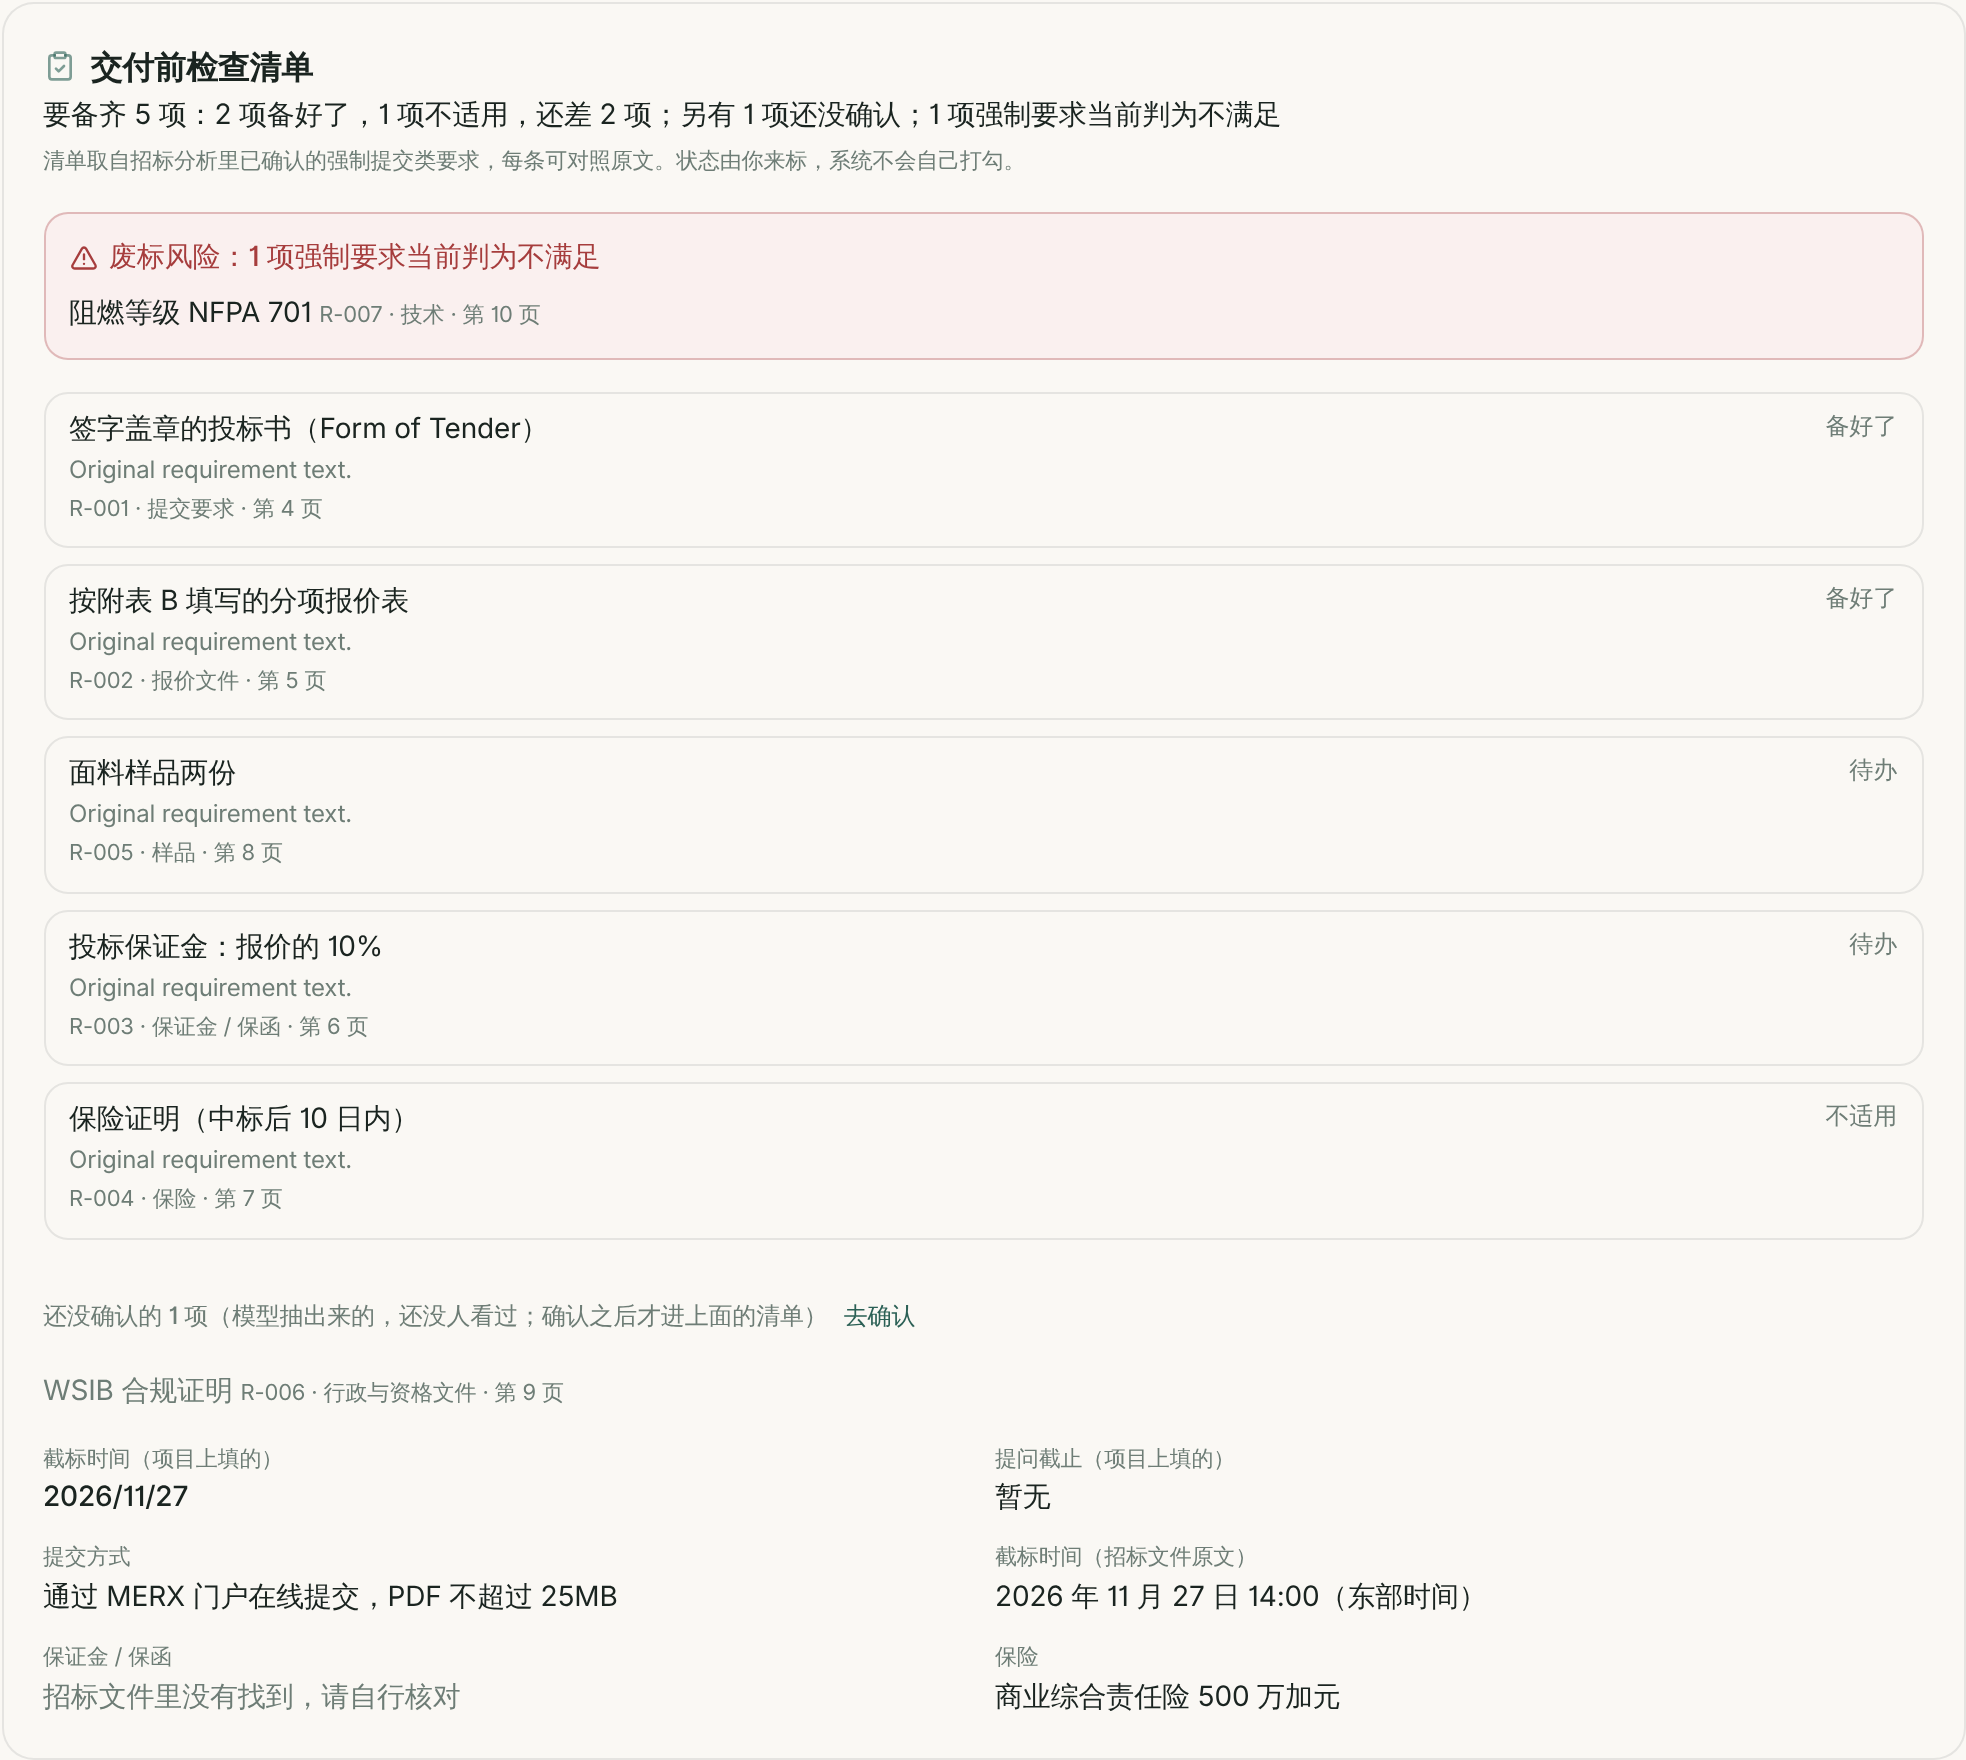 交付前检查清单
要备齐 5 项：2 项备好了，1 项不适用，还差 2 项；另有 1 项还没确认；1 项强制要求当前判为不满足
清单取自招标分析里已确认的强制提交类要求，每条可对照原文。状态由你来标，系统不会自己打勾。
废标风险：1 项强制要求当前判为不满足
阻燃等级 NFPA 701 R-007 · 技术 · 第 10 页
签字盖章的投标书（Form of Tender） 备好了
Original requirement text.
R-001 · 提交要求 · 第 4 页
按附表 B 填写的分项报价表 备好了
Original requirement text.
R-002 · 报价文件 · 第 5 页
面料样品两份 待办
Original requirement text.
R-005 · 样品 · 第 8 页
投标保证金：报价的 10% 待办
Original requirement text.
R-003 · 保证金 / 保函 · 第 6 页
保险证明（中标后 10 日内） 不适用
Original requirement text.
R-004 · 保险 · 第 7 页
还没确认的 1 项（模型抽出来的，还没人看过；确认之后才进上面的清单） 去确认
WSIB 合规证明 R-006 · 行政与资格文件 · 第 9 页
截标时间（项目上填的） 提问截止（项目上填的）
2026/11/27 暂无
提交方式 截标时间（招标文件原文）
通过 MERX 门户在线提交，PDF 不超过 25MB 2026 年 11 月 27 日 14:00（东部时间）
保证金 / 保函 保险
招标文件里没有找到，请自行核对 商业综合责任险 500 万加元